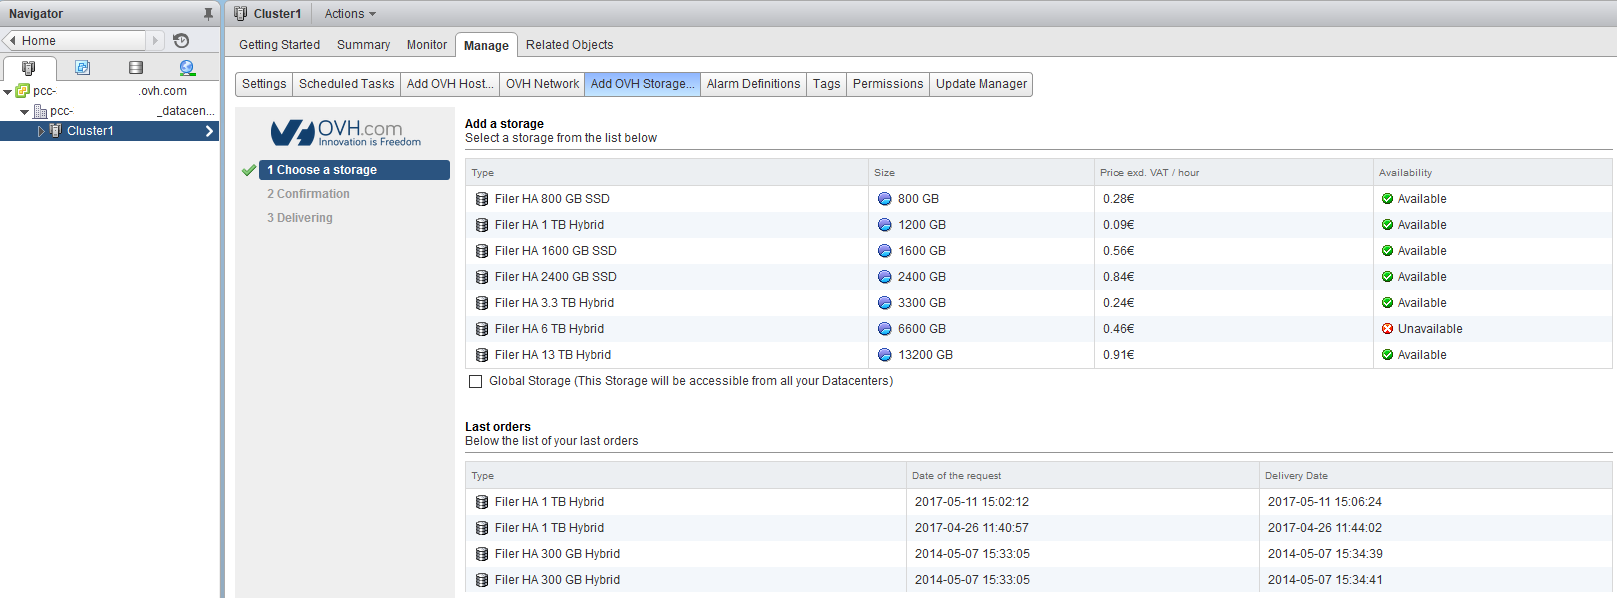 Navigator
Home
pcc- .ovh.com
pcc- _datacen...
Cluster1
Cluster1 Actions
Getting Started Summary Monitor Manage Related Objects
Settings Scheduled Tasks Add OVH Host... OVH Network Add OVH Storage... Alarm Definitions Tags Permissions Update Manager
OVH.com
Innovation is Freedom
1 Choose a storage
2 Confirmation
3 Delivering
Add a storage
Select a storage from the list below
Type Size Price exd. VAT / hour Availability
Filer HA 800 GB SSD 800 GB 0.28€ Available
Filer HA 1 TB Hybrid 1200 GB 0.09€ Available
Filer HA 1600 GB SSD 1600 GB 0.56€ Available
Filer HA 2400 GB SSD 2400 GB 0.84€ Available
Filer HA 3.3 TB Hybrid 3300 GB 0.24€ Available
Filer HA 6 TB Hybrid 6600 GB 0.46€ Unavailable
Filer HA 13 TB Hybrid 13200 GB 0.91€ Available
Global Storage (This Storage will be accessible from all your Datacenters)
Last orders
Below the list of your last orders
Type Date of the request Delivery Date
Filer HA 1 TB Hybrid 2017-05-11 15:02:12 2017-05-11 15:06:24
Filer HA 1 TB Hybrid 2017-04-26 11:40:57 2017-04-26 11:44:02
Filer HA 300 GB Hybrid 2014-05-07 15:33:05 2014-05-07 15:34:39
Filer HA 300 GB Hybrid 2014-05-07 15:33:05 2014-05-07 15:34:41